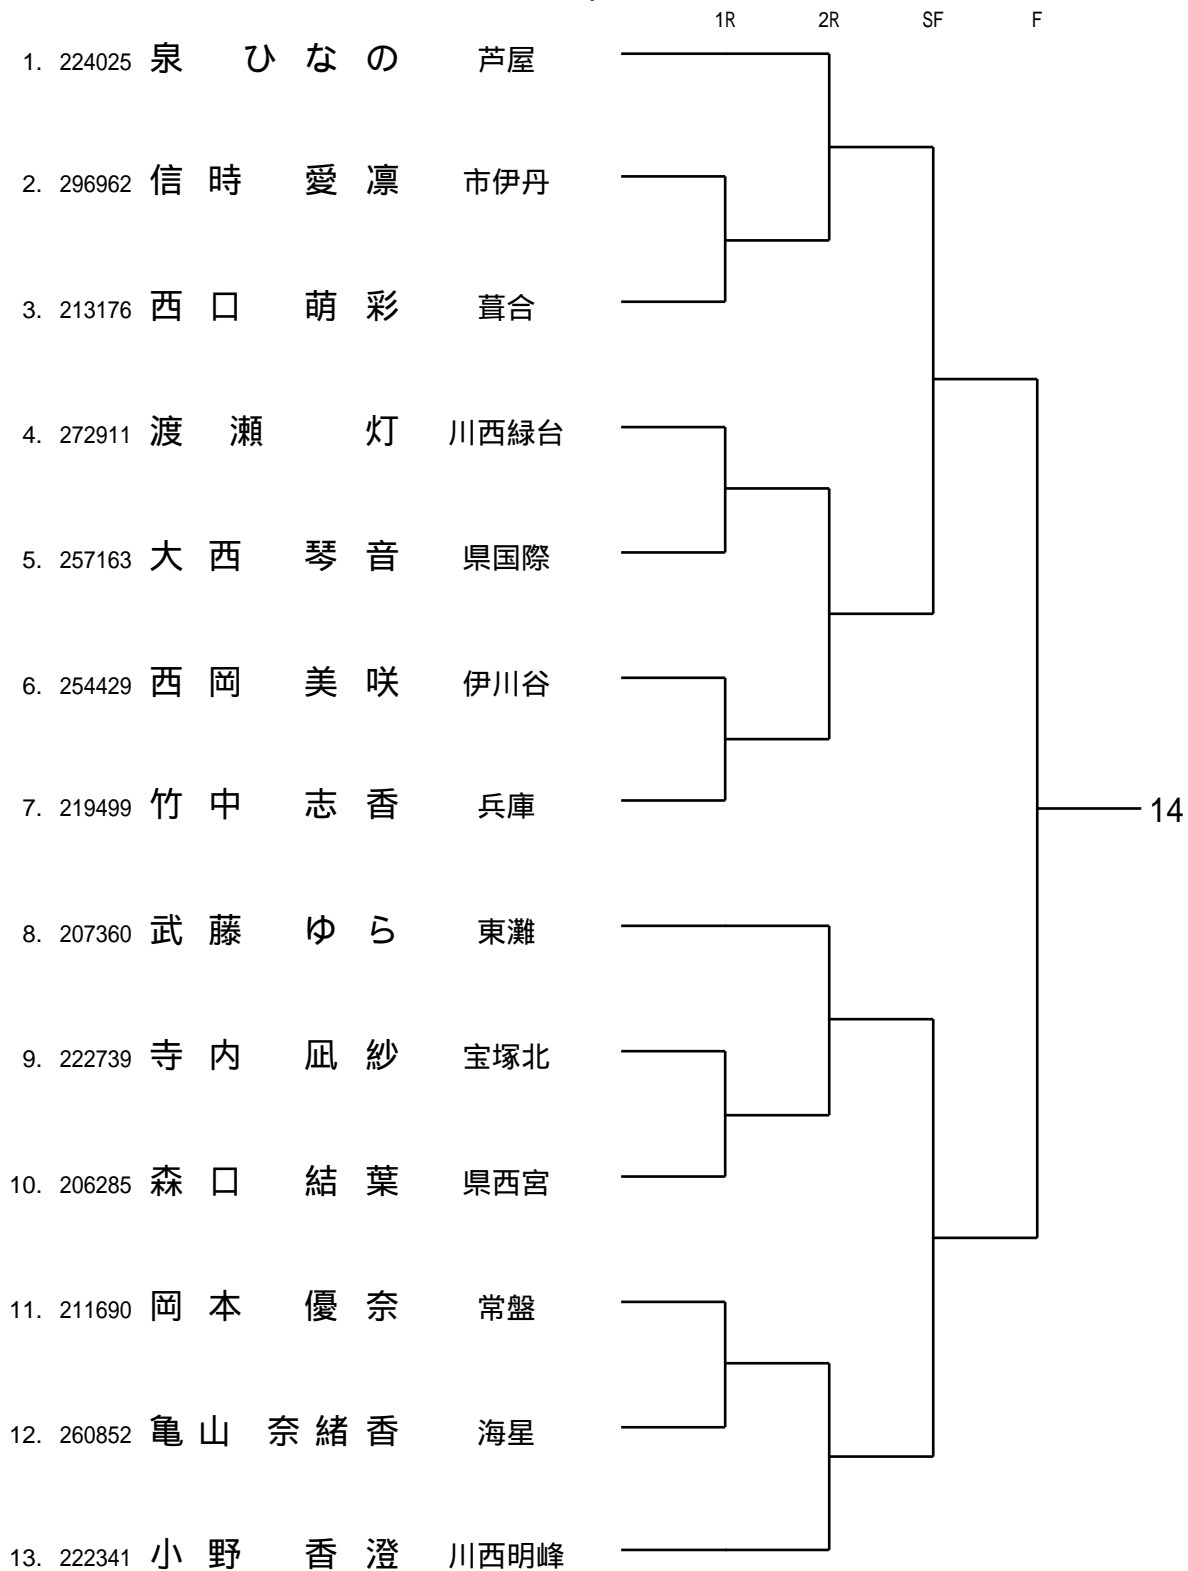 1R 2R SF F
1. 224025 泉 ひなの 芦屋
2. 296962 信時 愛凛 市伊丹
3. 213176 西口 萌彩 葺合
4. 272911 渡瀬 灯 川西緑台
5. 257163 大西 琴音 県国際
6. 254429 西岡 美咲 伊川谷
7. 219499 竹中 志香 兵庫
14
8. 207360 武藤 ゆら 東灘
9. 222739 寺内 凪紗 宝塚北
10. 206285 森口 結葉 県西宮
11. 211690 岡本 優奈 常盤
12. 260852 亀山 奈緒香 海星
13. 222341 小野 香澄 川西明峰